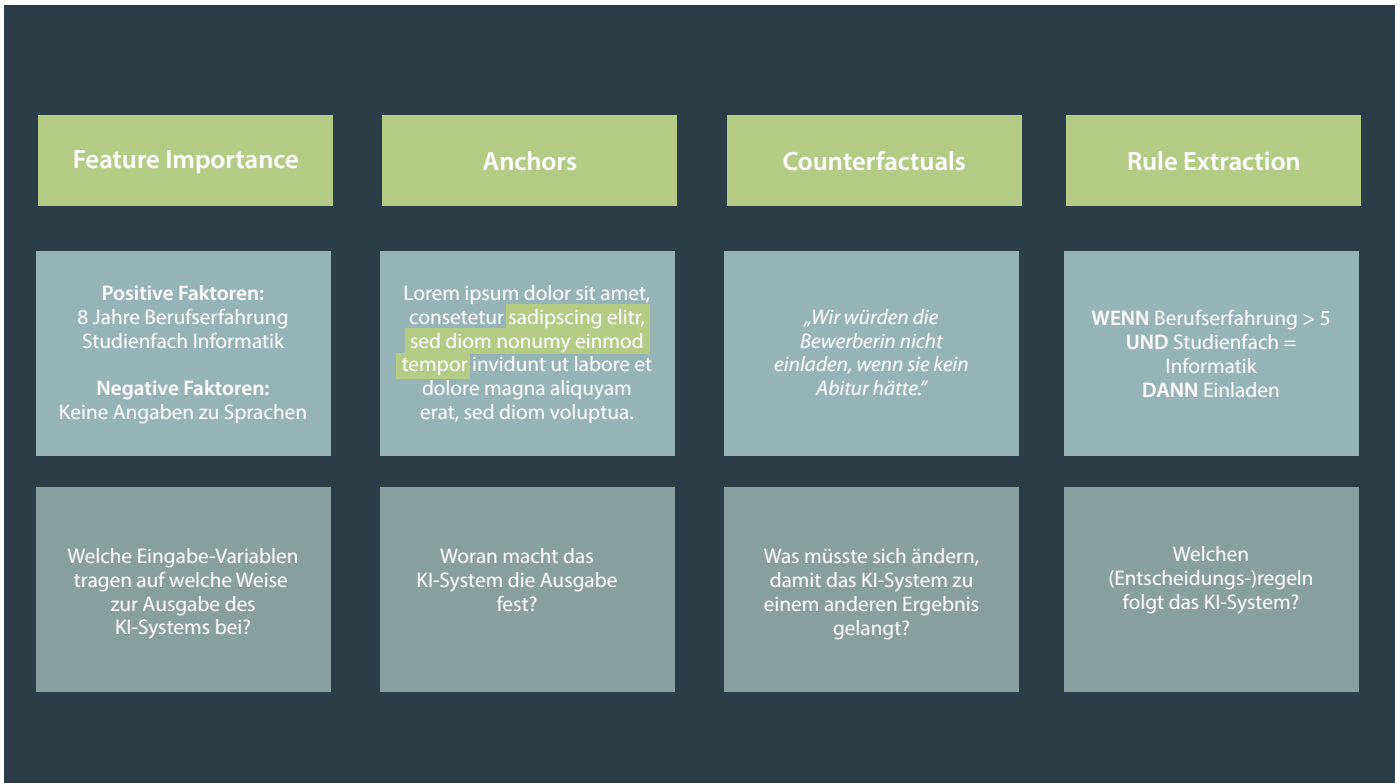 Feature Importance
Anchors
Counterfactuals
Rule Extraction
Positive Faktoren:
8 Jahre Berufserfahrung
Studienfach Informatik
Negative Faktoren:
Keine Angaben zu Sprachen
Lorem ipsum dolor sit amet,
consetetur sadipscing elitr,
sed diom nonumy einmod
tempor invidunt ut labore et
dolore magna aliquyam
erat, sed diom voluptua.
„Wir würden die
Bewerberin nicht
einladen, wenn sie kein
Abitur hätte.“
WENN Berufserfahrung > 5
UND Studienfach =
Informatik
DANN Einladen
Welche Eingabe-Variablen
tragen auf welche Weise
zur Ausgabe des
KI-Systems bei?
Woran macht das
KI-System die Ausgabe
fest?
Was müsste sich ändern,
damit das KI-System zu
einem anderen Ergebnis
gelangt?
Welchen
(Entscheidungs-)regeln
folgt das KI-System?